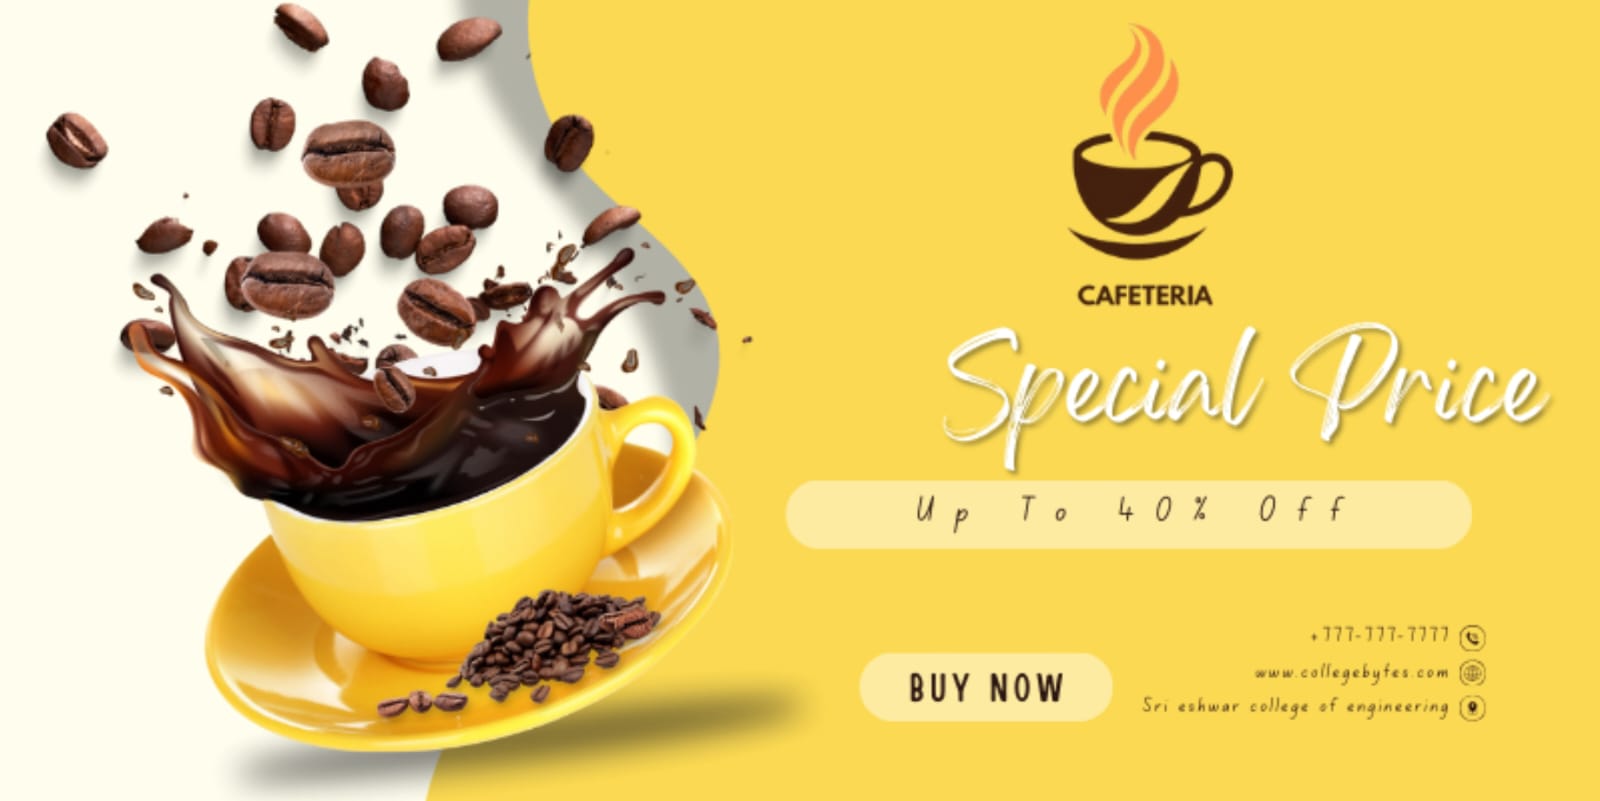 CAFETERIA
Special Price
Up To 40% Off
+777-777-7777
www.collegebyfes.com
BUY NOW
Sri eshwar college of engineering